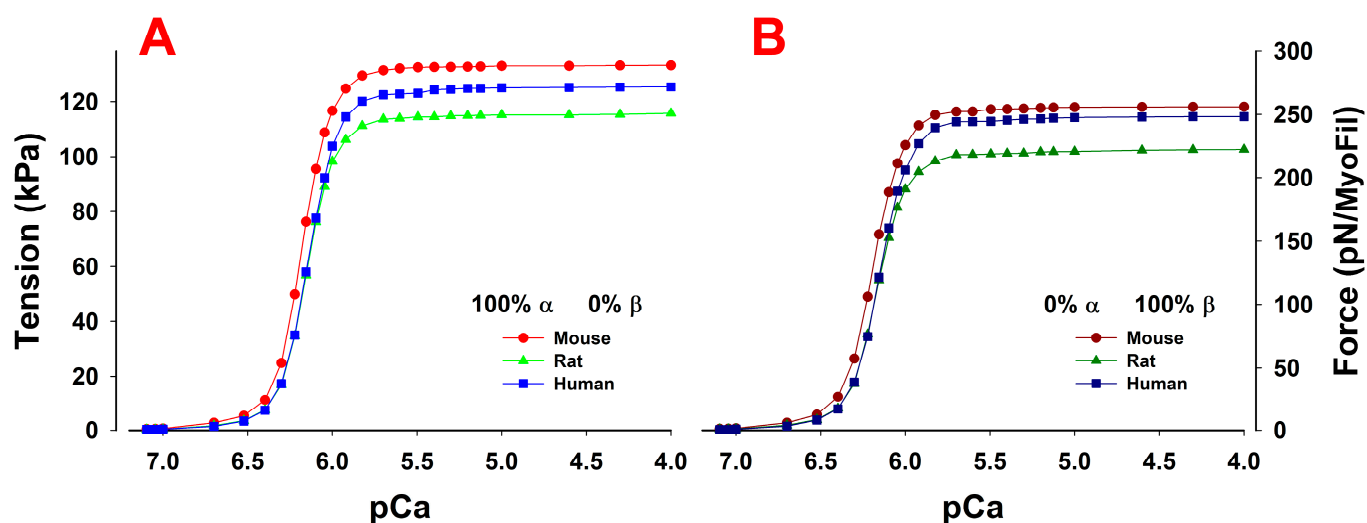 A
Tension (kPa)
120
100
80
60
40
20
0
100% α 0% β
Mouse
Rat
Human
7.0 6.5 6.0 5.5 5.0 4.5 4.0
pCa
B
0% α 100% β
Mouse
Rat
Human
7.0 6.5 6.0 5.5 5.0 4.5 4.0
pCa
300
250
200
150
100
50
0
Force (pN/MyoFil)